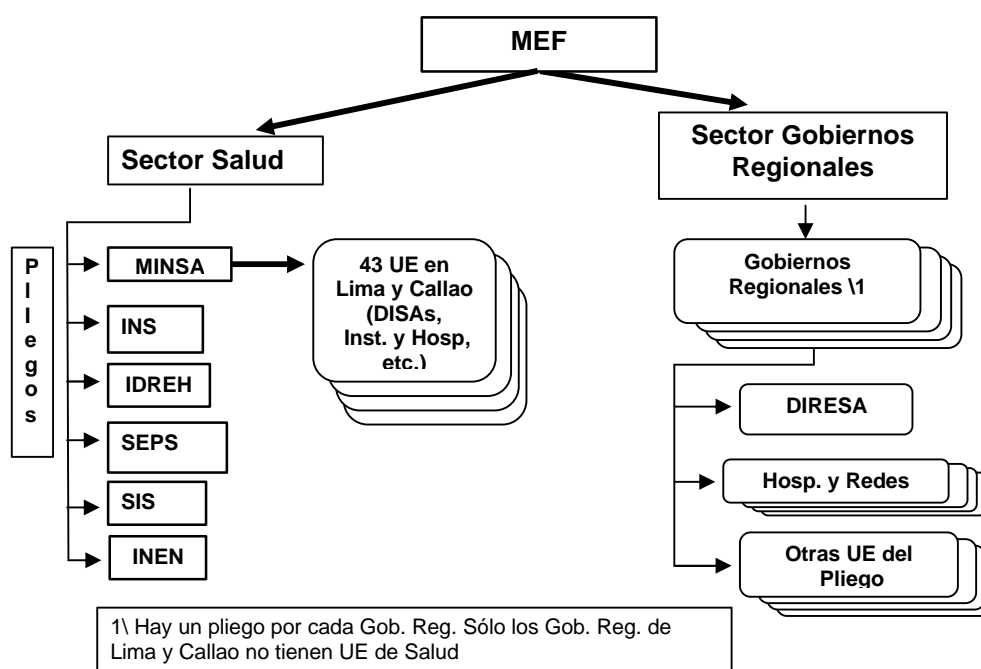 MEF
Sector Salud
Sector Gobiernos
Regionales
Pliegos
MINSA
INS
IDREH
SEPS
SIS
INEN
43 UE en
Lima y Callao
(DISAs,
Inst. y Hosp,
etc.)
Gobiernos
Regionales \1
DIRESA
Hosp. y Redes
Otras UE del
Pliego
1\ Hay un pliego por cada Gob. Reg. Sólo los Gob. Reg. de
Lima y Callao no tienen UE de Salud